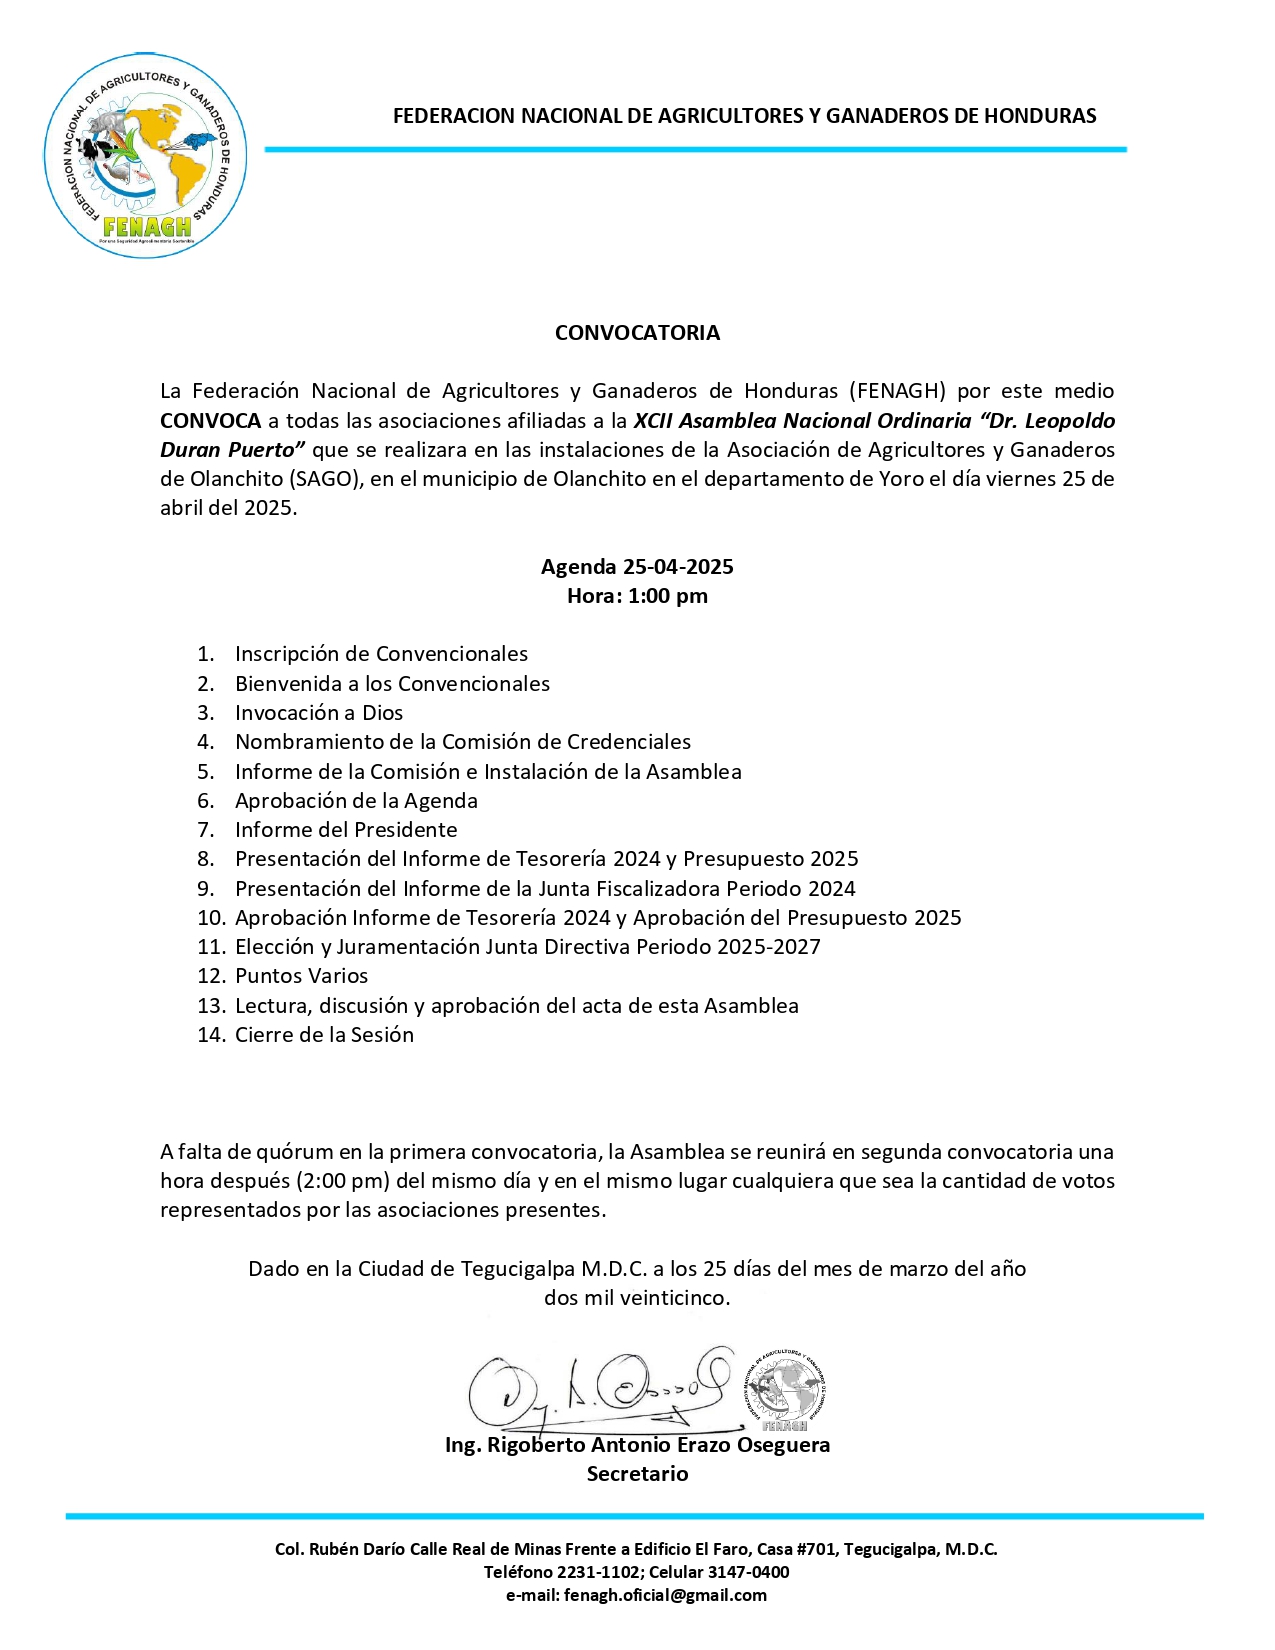 FEDERACION NACIONAL DE AGRICULTORES Y GANADEROS DE HONDURAS
FENAGH
Por una Seguridad Agroalimentaria Sostenible
FEDERACION NACIONAL DE AGRICULTORES Y GANADEROS DE HONDURAS
CONVOCATORIA
La Federación Nacional de Agricultores y Ganaderos de Honduras (FENAGH) por este medio
CONVOCA a todas las asociaciones afiliadas a la XCII Asamblea Nacional Ordinaria “Dr. Leopoldo
Duran Puerto” que se realizara en las instalaciones de la Asociación de Agricultores y Ganaderos
de Olanchito (SAGO), en el municipio de Olanchito en el departamento de Yoro el día viernes 25 de
abril del 2025.
Agenda 25-04-2025
Hora: 1:00 pm
1. Inscripción de Convencionales
2. Bienvenida a los Convencionales
3. Invocación a Dios
4. Nombramiento de la Comisión de Credenciales
5. Informe de la Comisión e Instalación de la Asamblea
6. Aprobación de la Agenda
7. Informe del Presidente
8. Presentación del Informe de Tesorería 2024 y Presupuesto 2025
9. Presentación del Informe de la Junta Fiscalizadora Periodo 2024
10. Aprobación Informe de Tesorería 2024 y Aprobación del Presupuesto 2025
11. Elección y Juramentación Junta Directiva Periodo 2025-2027
12. Puntos Varios
13. Lectura, discusión y aprobación del acta de esta Asamblea
14. Cierre de la Sesión
A falta de quórum en la primera convocatoria, la Asamblea se reunirá en segunda convocatoria una
hora después (2:00 pm) del mismo día y en el mismo lugar cualquiera que sea la cantidad de votos
representados por las asociaciones presentes.
Dado en la Ciudad de Tegucigalpa M.D.C. a los 25 días del mes de marzo del año
dos mil veinticinco.
FEDERACION NACIONAL DE AGRICULTORES Y GANADEROS DE HONDURAS
FENAGH
Ing. Rigoberto Antonio Erazo Oseguera
Secretario
Col. Rubén Darío Calle Real de Minas Frente a Edificio El Faro, Casa #701, Tegucigalpa, M.D.C.
Teléfono 2231-1102; Celular 3147-0400
e-mail: fenagh.oficial@gmail.com